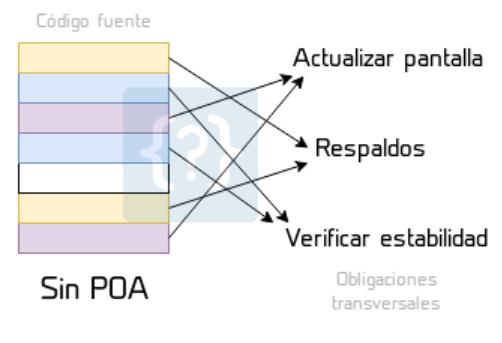 Código fuente
Actualizar pantalla
Respaldos
Verificar estabilidad
Sin POA
Obligaciones
transversales